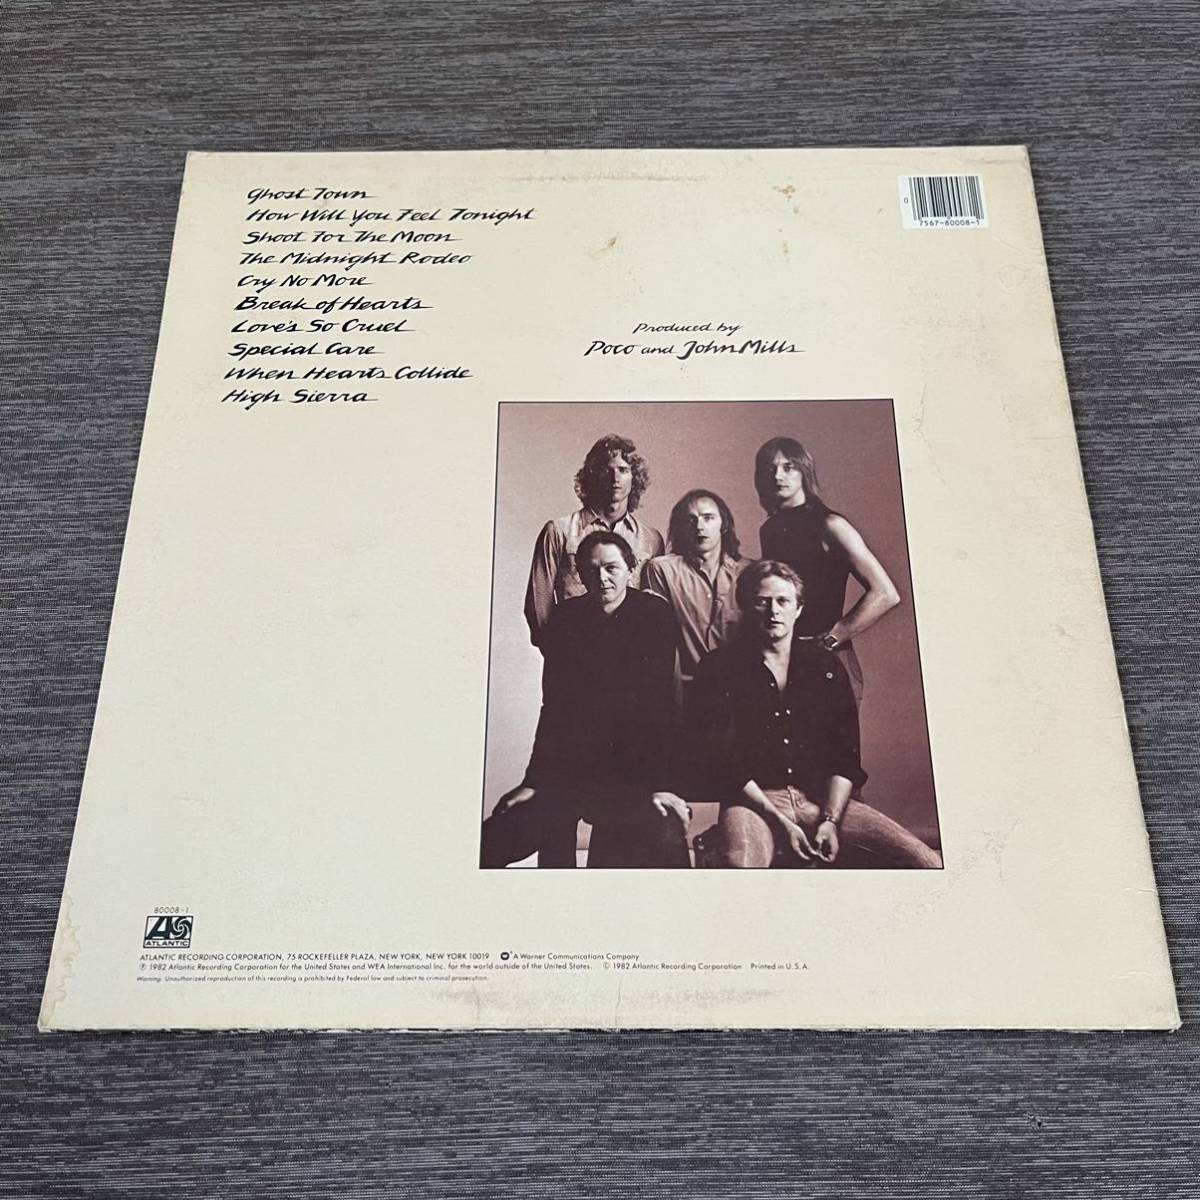 Ghost Town
How Will You Feel Tonight
Shoot For The Moon
The Midnight Rodeo
Cry No More
Break of Hearts
Love's So Cruel
Special Care
When Hearts Collide
High Sierra
0
7567-80008-1
Produced by
Poco and John Mills
80008-1
ATLANTIC
ATLANTIC RECORDING CORPORATION, 75 ROCKEFELLER PLAZA, NEW YORK, NEW YORK 10019 A Warner Communications Company
℗ 1982 Atlantic Recording Corporation for the United States and WEA International Inc. for the world outside of the United States. © 1982 Atlantic Recording Corporation Printed in U.S.A.
Warning: Unauthorized reproduction of this recording is prohibited by Federal law and subject to criminal prosecution.